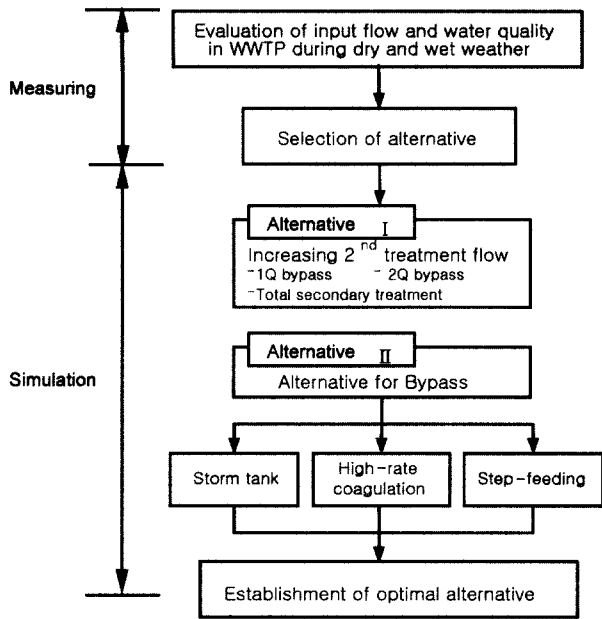 Evaluation of input flow and water quality
in WWTP during dry and wet weather
Measuring
Selection of alternative
Alternative I
Increasing 2nd treatment flow
-1Q bypass - 2Q bypass
-Total secondary treatment
Alternative II
Simulation
Alternative for Bypass
Storm tank
High-rate
coagulation
Step-feeding
Establishment of optimal alternative